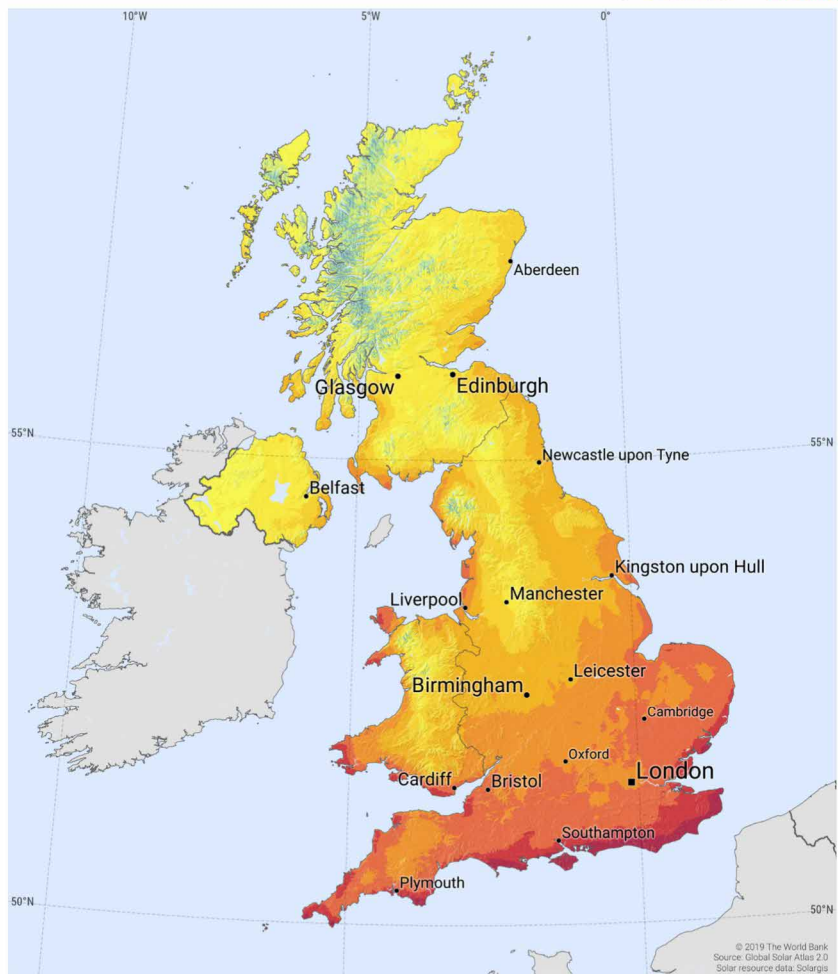 10°W
5°W
0°
Aberdeen
Glasgow
Edinburgh
55°N
55°N
Newcastle upon Tyne
Belfast
Kingston upon Hull
Liverpool
Manchester
Leicester
Birmingham
Cambridge
Oxford
London
Cardiff
Bristol
Southampton
Plymouth
50°N
50°N
© 2019 The World Bank
Source: Global Solar Atlas 2.0
Solar resource data: Solargis